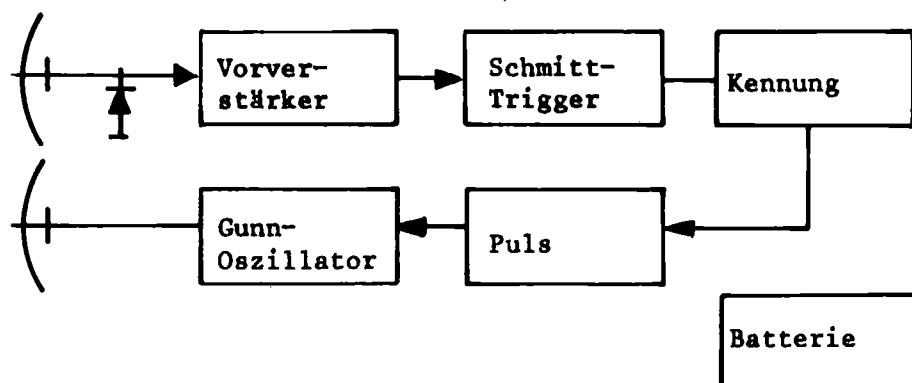 Vorver-
stärker
Schmitt-
Trigger
Kennung
Gunn-
Oszillator
Puls
Batterie